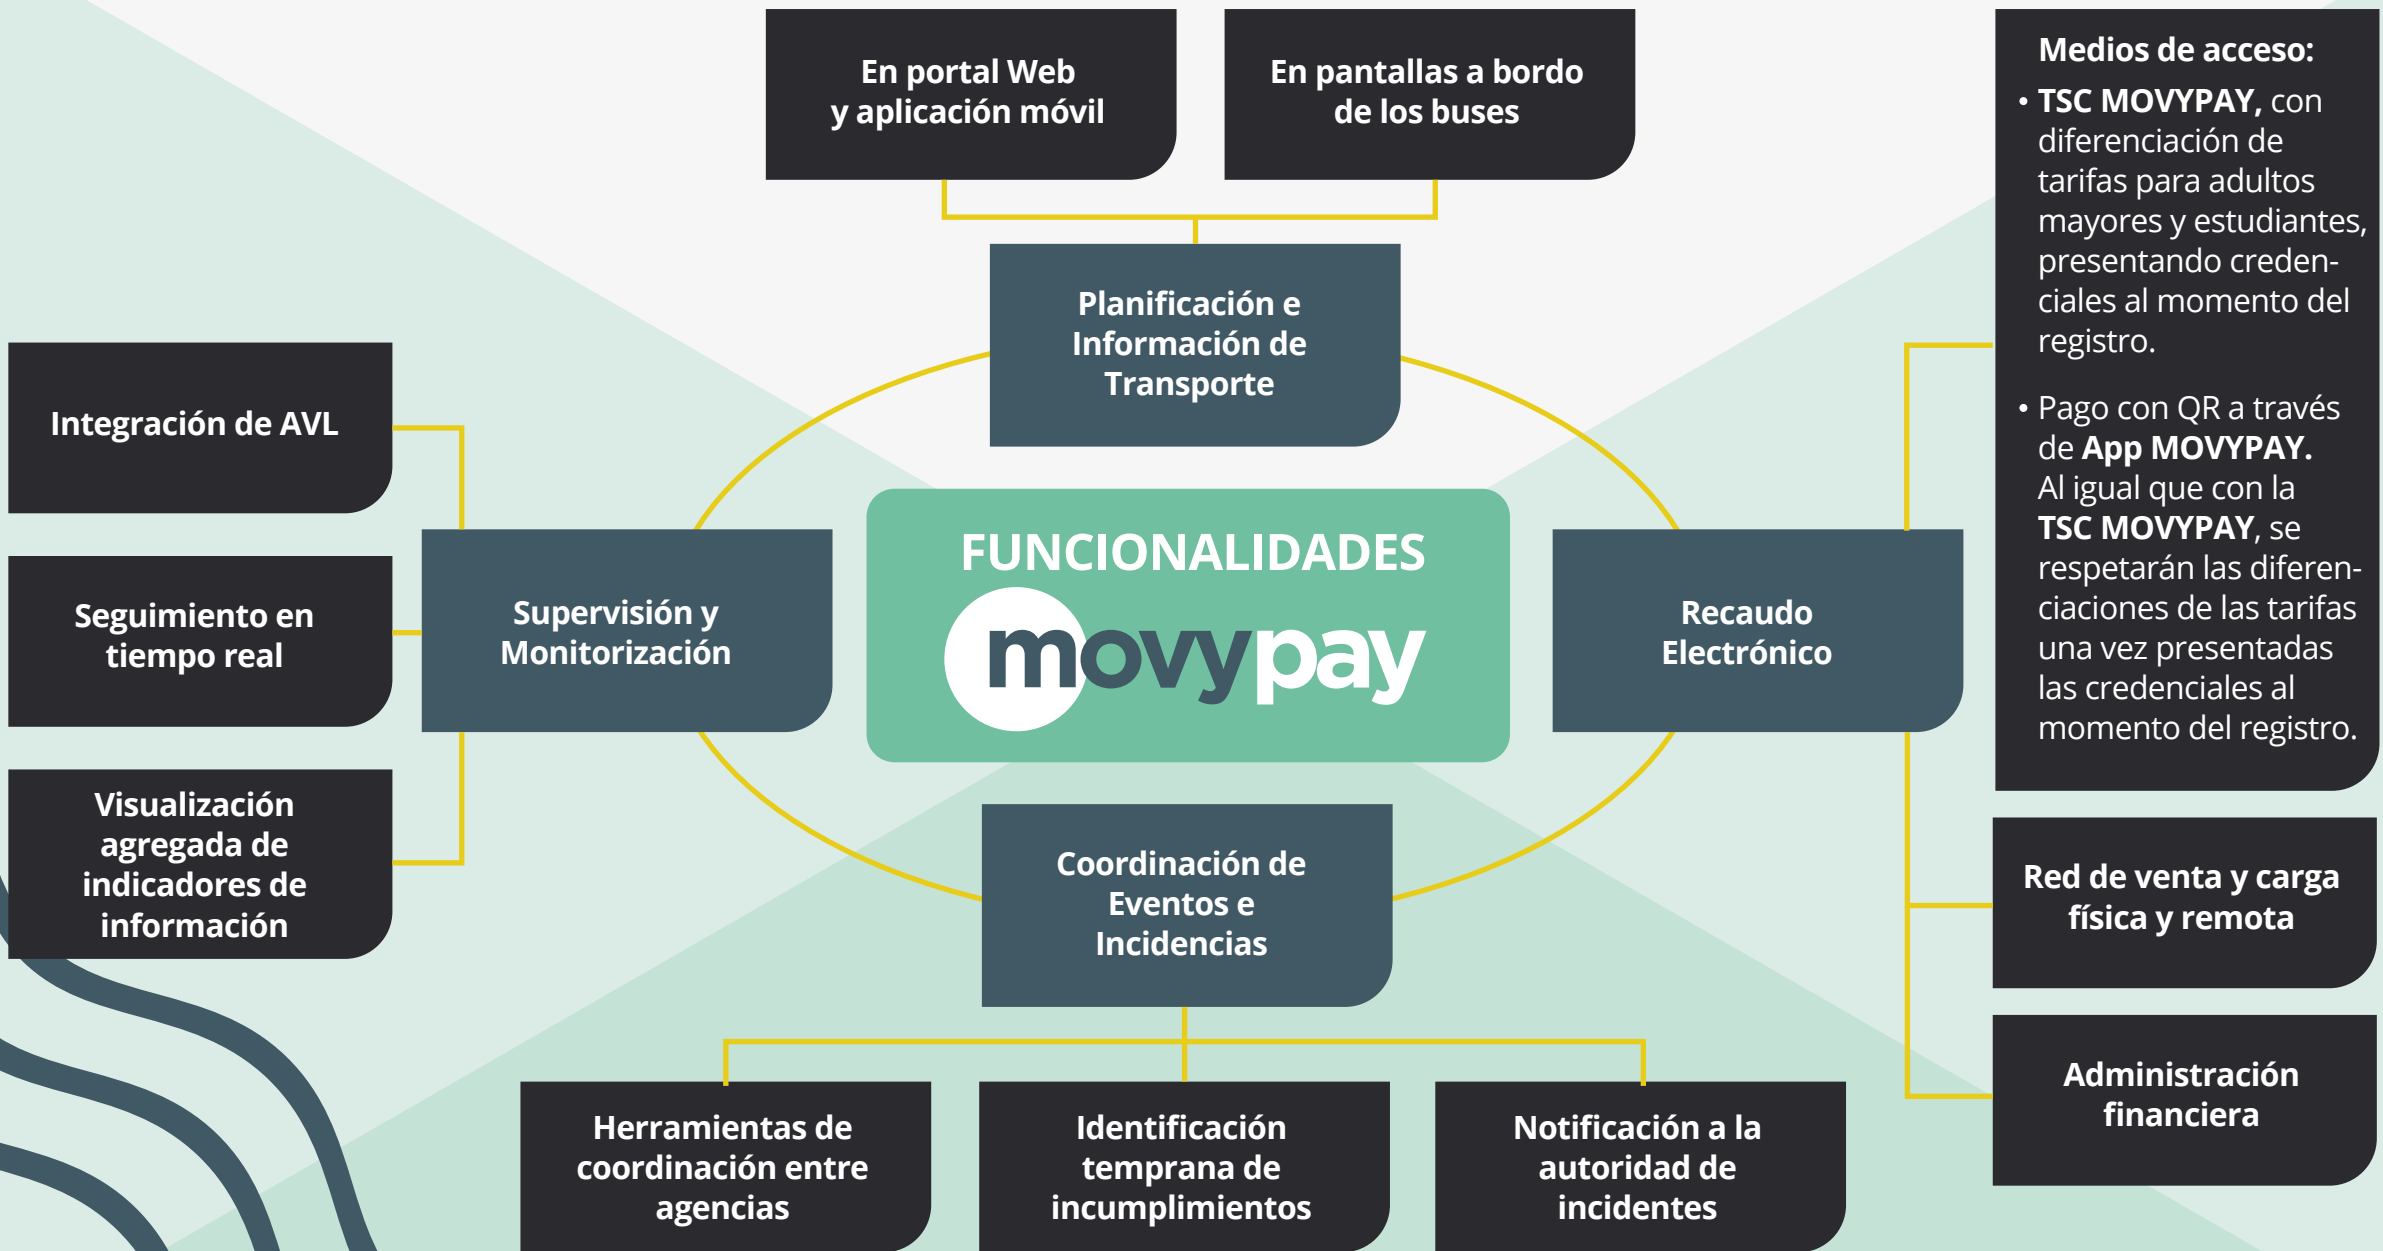 En portal Web
y aplicación móvil
En pantallas a bordo
de los buses
Planificación e
Información de
Transporte
Integración de AVL
Seguimiento en
tiempo real
Visualización
agregada de
indicadores de
información
Supervisión y
Monitorización
FUNCIONALIDADES
movypay
Recaudo
Electrónico
Medios de acceso:
• TSC MOVYPAY, con
diferenciación de
tarifas para adultos
mayores y estudiantes,
presentando creden-
ciales al momento del
registro.
• Pago con QR a través
de App MOVYPAY.
Al igual que con la
TSC MOVYPAY, se
respetarán las diferen-
ciaciones de las tarifas
una vez presentadas
las credenciales al
momento del registro.
Red de venta y carga
física y remota
Administración
financiera
Coordinación de
Eventos e
Incidencias
Herramientas de
coordinación entre
agencias
Identificación
temprana de
incumplimientos
Notificación a la
autoridad de
incidentes